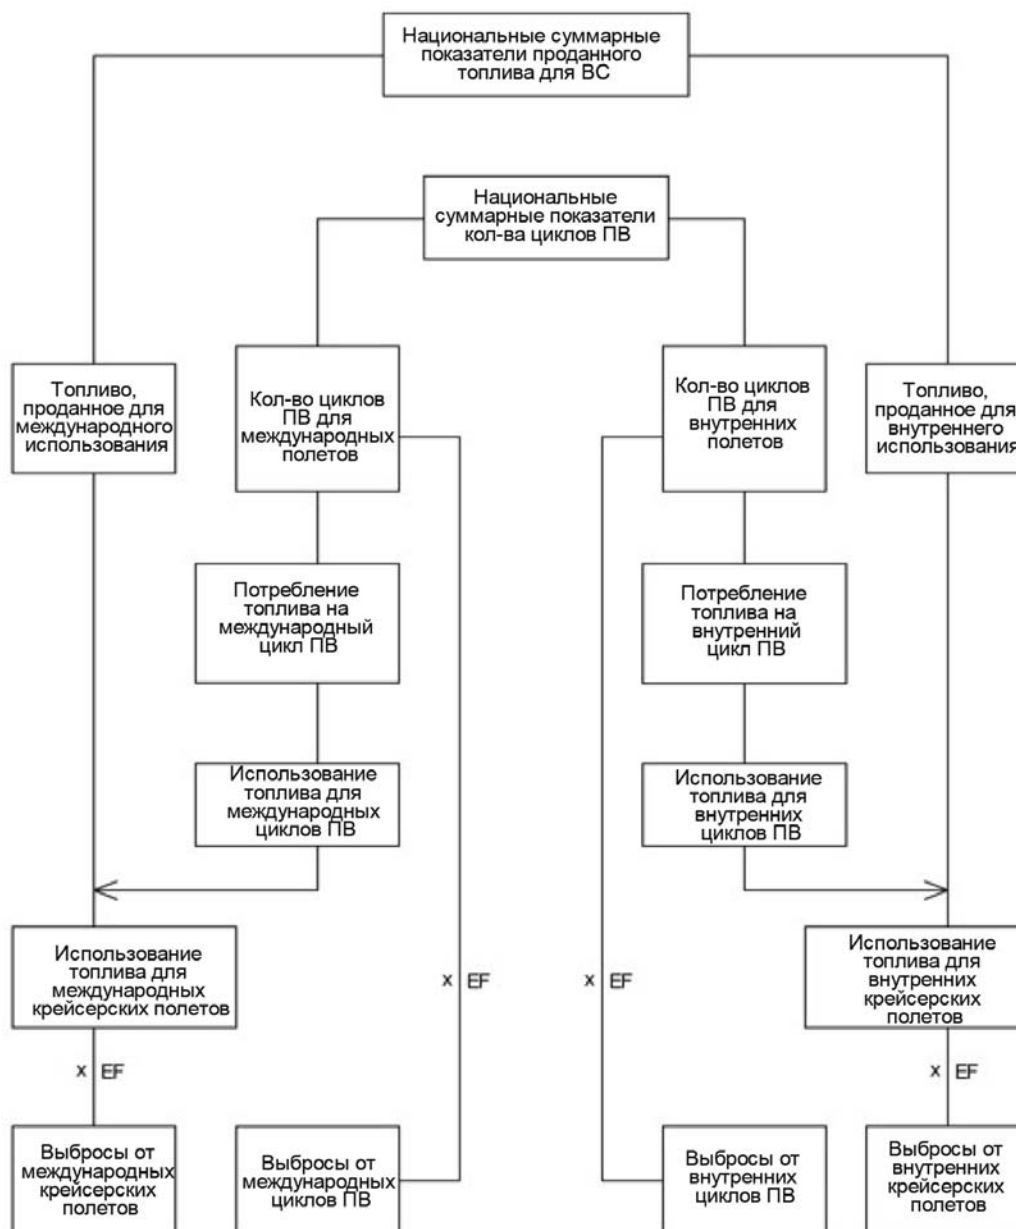 Национальные суммарные
показатели проданного
топлива для ВС
Национальные
суммарные показатели
кол-ва циклов ПВ
Топливо,
проданное для
международного
использования
Кол-во циклов
ПВ для
международных
полетов
Кол-во циклов
ПВ для
внутренних
полетов
Топливо,
проданное для
внутреннего
использования
Потребление
топлива на
международный
цикл ПВ
Потребление
топлива на
внутренний
цикл ПВ
Использование
топлива для
международных
циклов ПВ
Использование
топлива для
внутренних
циклов ПВ
Использование
топлива для
международных
крейсерских полетов
x EF
x EF
Использование
топлива для
внутренних
крейсерских
полетов
x EF
x EF
Выбросы от
международных
крейсерских
полетов
Выбросы от
международных
циклов ПВ
Выбросы от
внутренних
циклов ПВ
Выбросы от
внутренних
крейсерских
полетов